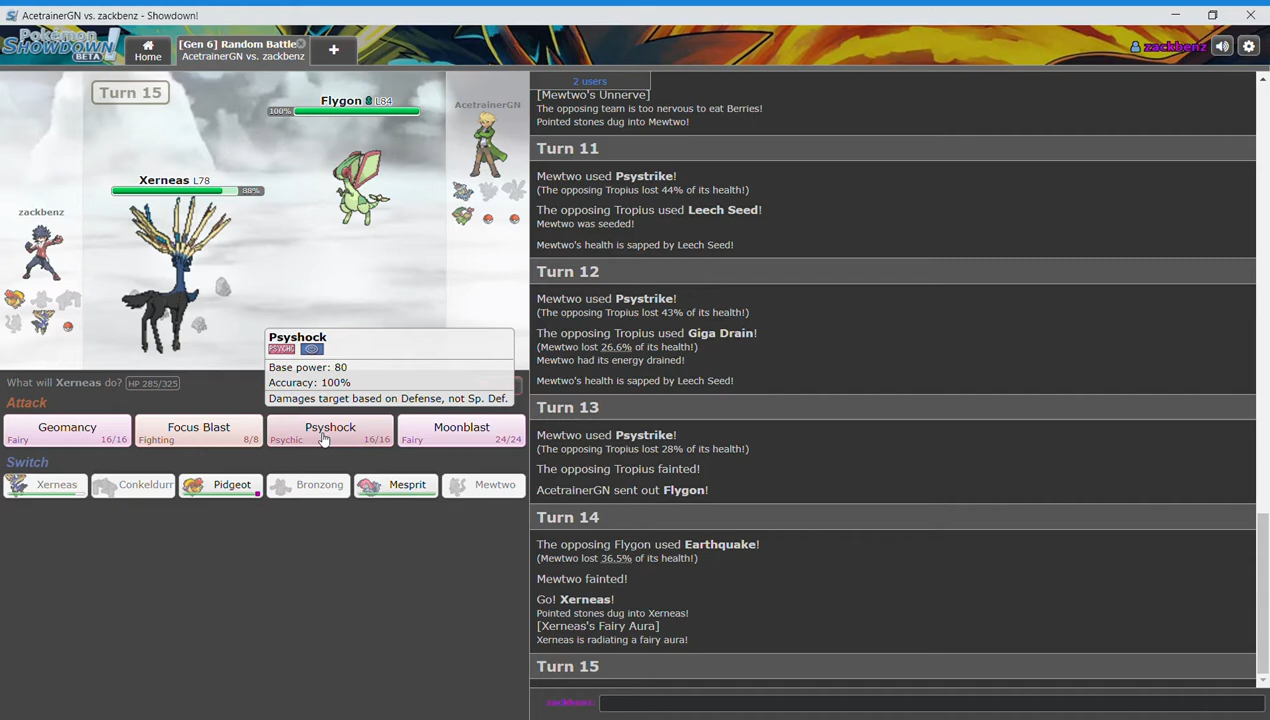 AcetrainerGN vs. zackbenz - Showdown!
Pokémon
SHOWDOWN!
BETA
Home
[Gen 6] Random Battle
AcetrainerGN vs. zackbenz
+
zackbenz
Turn 15
Flygon L84
100%
AcetrainerGN
Xerneas L78
88%
zackbenz
Psyshock
PSYCHIC
Base power: 80
Accuracy: 100%
Damages target based on Defense, not Sp. Def.
What will Xerneas do? HP 285/325
Attack
Geomancy
Fairy 16/16
Focus Blast
Fighting 8/8
Psyshock
Psychic 16/16
Moonblast
Fairy 24/24
Switch
Xerneas
Conkeldurr
Pidgeot
Bronzong
Mesprit
Mewtwo
2 users
[Mewtwo's Unnerve]
The opposing team is too nervous to eat Berries!
Pointed stones dug into Mewtwo!
Turn 11
Mewtwo used Psystrike!
(The opposing Tropius lost 44% of its health!)
The opposing Tropius used Leech Seed!
Mewtwo was seeded!
Mewtwo's health is sapped by Leech Seed!
Turn 12
Mewtwo used Psystrike!
(The opposing Tropius lost 43% of its health!)
The opposing Tropius used Giga Drain!
(Mewtwo lost 26.6% of its health!)
Mewtwo had its energy drained!
Mewtwo's health is sapped by Leech Seed!
Turn 13
Mewtwo used Psystrike!
(The opposing Tropius lost 28% of its health!)
The opposing Tropius fainted!
AcetrainerGN sent out Flygon!
Turn 14
The opposing Flygon used Earthquake!
(Mewtwo lost 36.5% of its health!)
Mewtwo fainted!
Go! Xerneas!
Pointed stones dug into Xerneas!
[Xerneas's Fairy Aura]
Xerneas is radiating a fairy aura!
Turn 15
zackbenz: